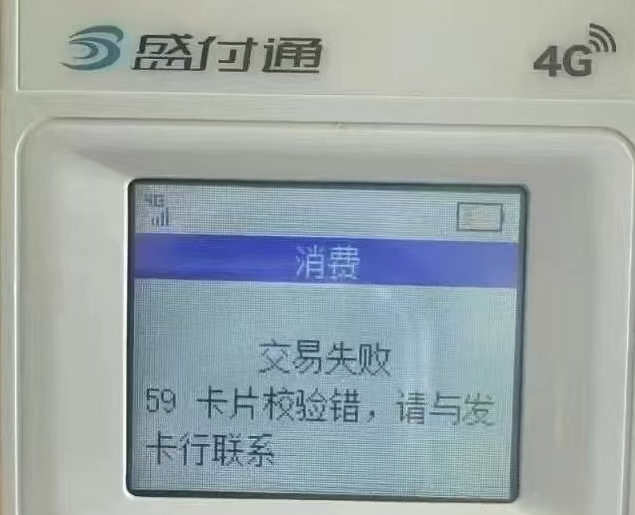 盛付通
4G
4G
消费
交易失败
59 卡片校验错，请与发
卡行联系